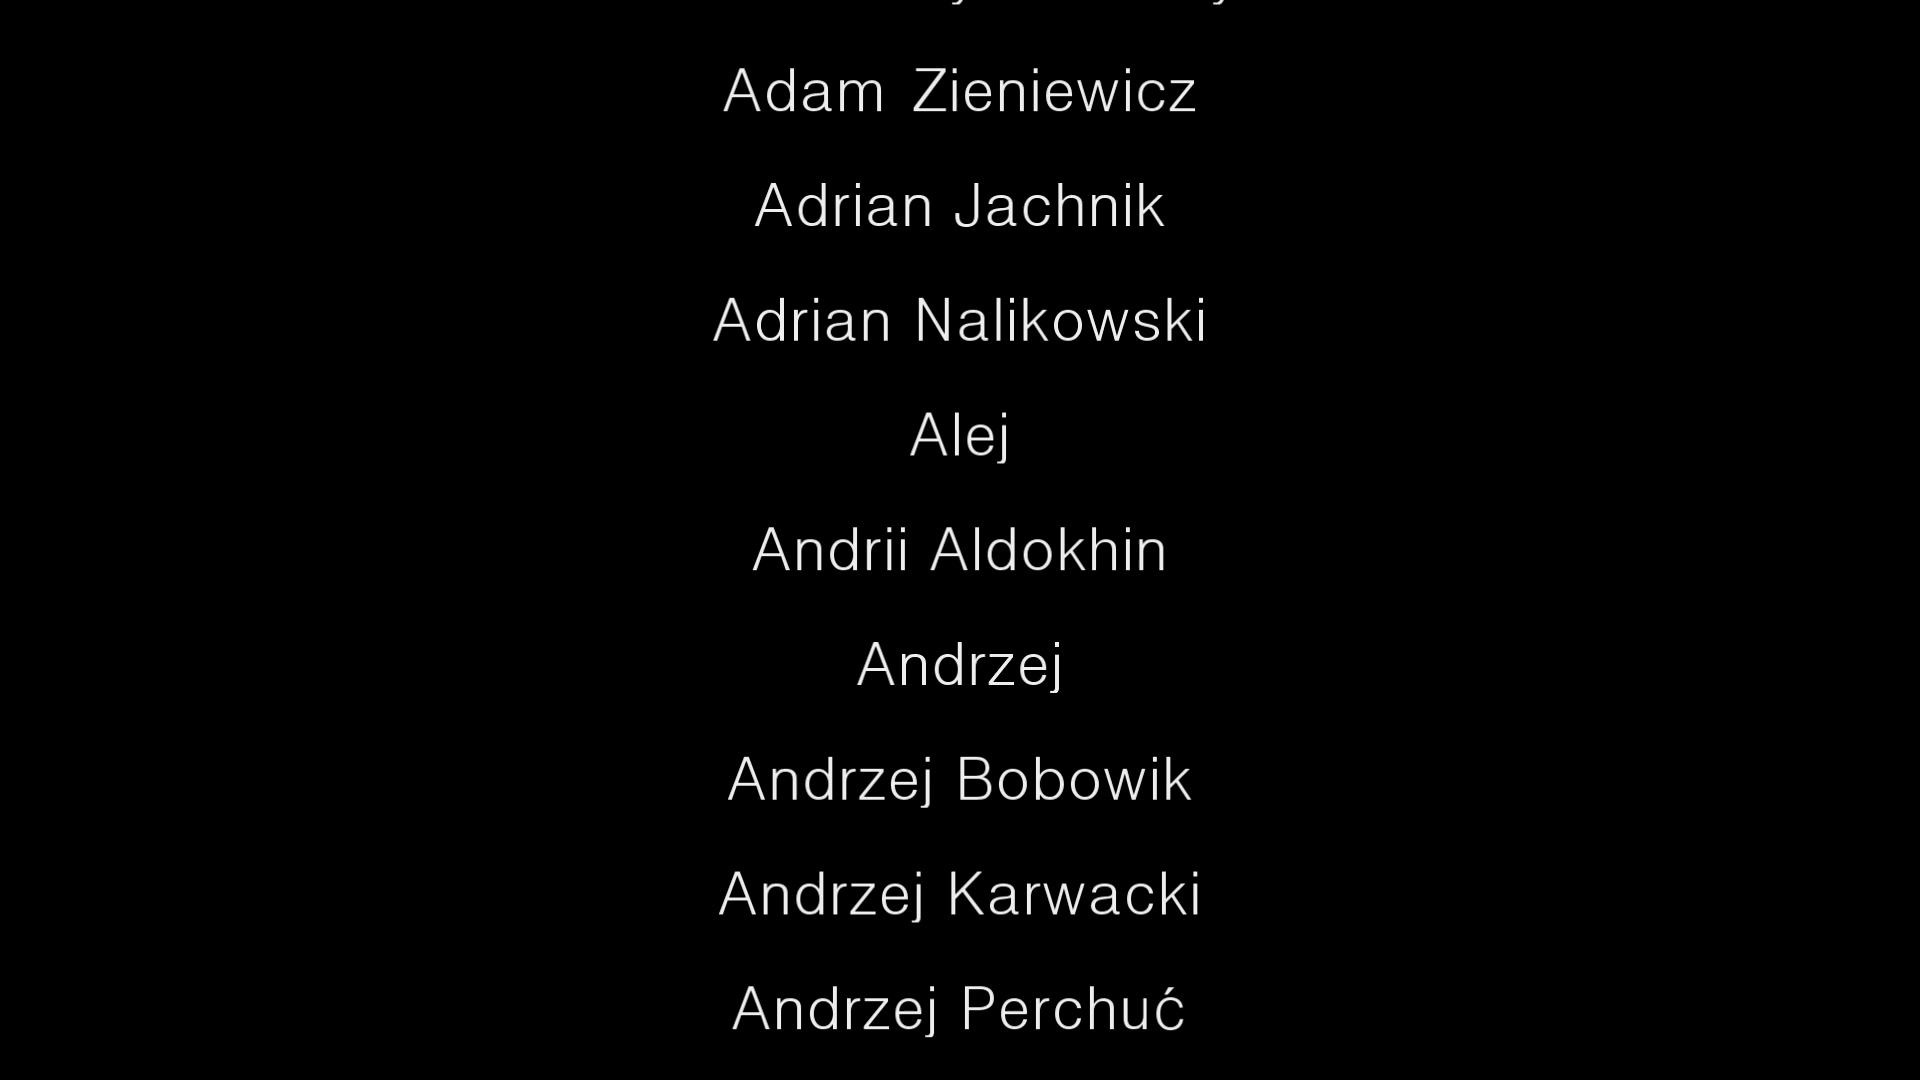 Adam Zieniewicz
Adrian Jachnik
Adrian Nalikowski
Alej
Andrii Aldokhin
Andrzej
Andrzej Bobowik
Andrzej Karwacki
Andrzej Perchuć